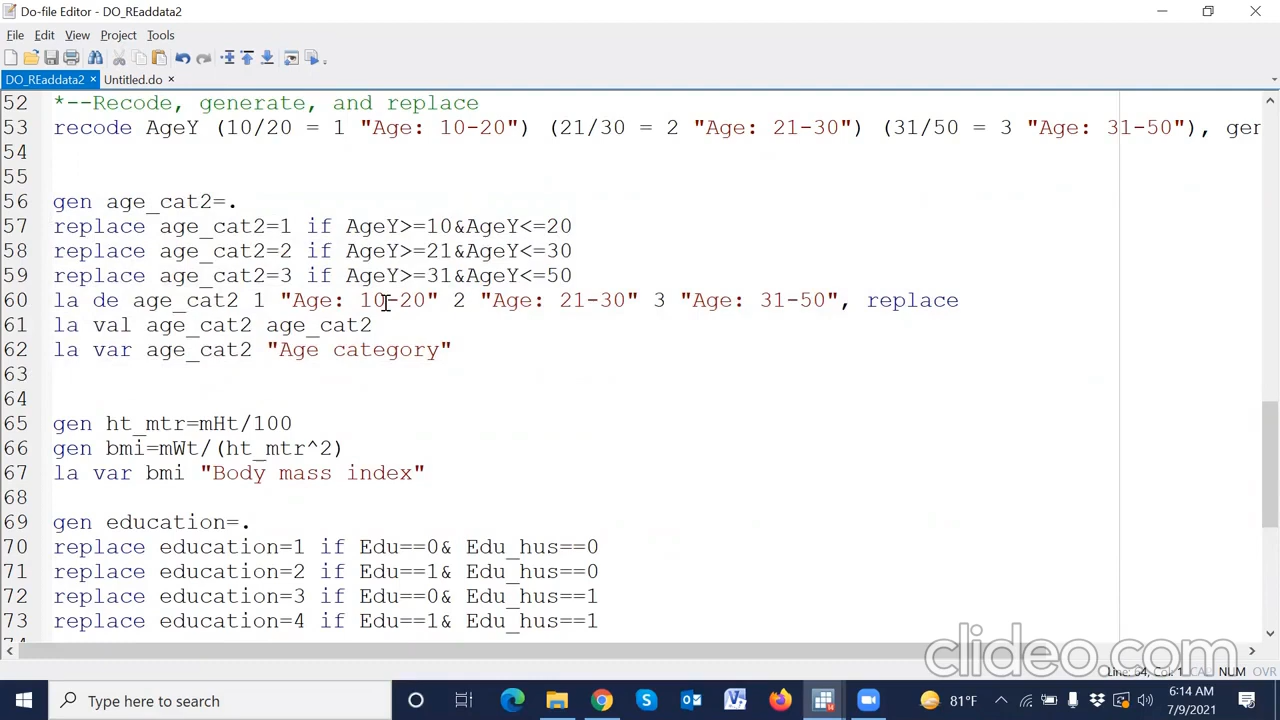 Do-file Editor - DO_REaddata2
File Edit View Project Tools
DO_REaddata2 × Untitled.do ×
52 *--Recode, generate, and replace
53 recode AgeY (10/20 = 1 "Age: 10-20") (21/30 = 2 "Age: 21-30") (31/50 = 3 "Age: 31-50"), gen
54
55
56 gen age_cat2=.
57 replace age_cat2=1 if AgeY>=10&AgeY<=20
58 replace age_cat2=2 if AgeY>=21&AgeY<=30
59 replace age_cat2=3 if AgeY>=31&AgeY<=50
60 la de age_cat2 1 "Age: 10-20" 2 "Age: 21-30" 3 "Age: 31-50", replace
61 la val age_cat2 age_cat2
62 la var age_cat2 "Age category"
63
64
65 gen ht_mtr=mHt/100
66 gen bmi=mWt/(ht_mtr^2)
67 la var bmi "Body mass index"
68
69 gen education=.
70 replace education=1 if Edu==0& Edu_hus==0
71 replace education=2 if Edu==1& Edu_hus==0
72 replace education=3 if Edu==0& Edu_hus==1
73 replace education=4 if Edu==1& Edu_hus==1
clideo.com
Line: 64, Col: 1 CAP NUM OVR
Type here to search
81°F
6:14 AM
7/9/2021